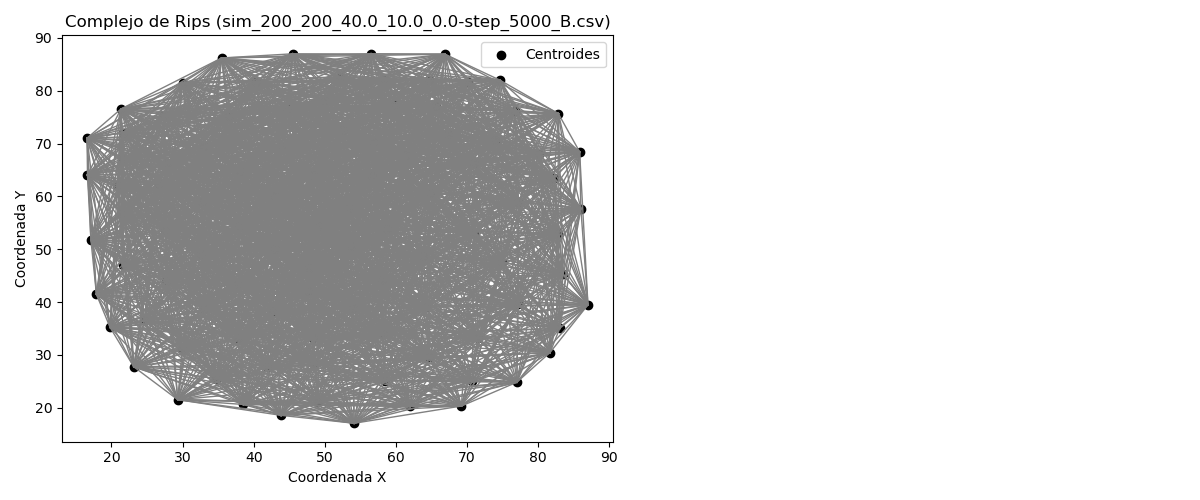 Complejo de Rips (sim_200_200_40.0_10.0_0.0-step_5000_B.csv)
Centroides
90
80
70
60
50
40
30
20
Coordenada Y
20 30 40 50 60 70 80 90
Coordenada X